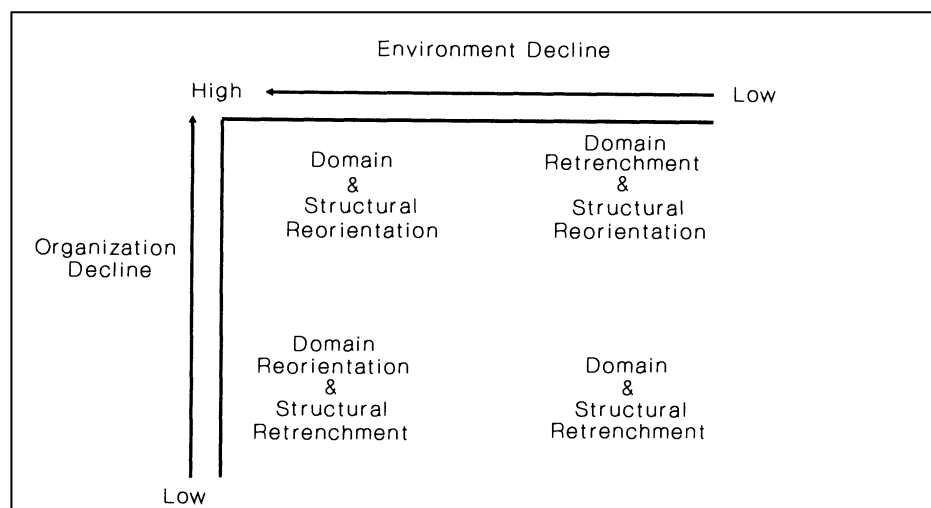 Environment Decline
High
Low
Domain
&
Structural
Reorientation
Domain
Retrenchment
&
Structural
Reorientation
Organization
Decline
Domain
Reorientation
&
Structural
Retrenchment
Domain
&
Structural
Retrenchment
Low